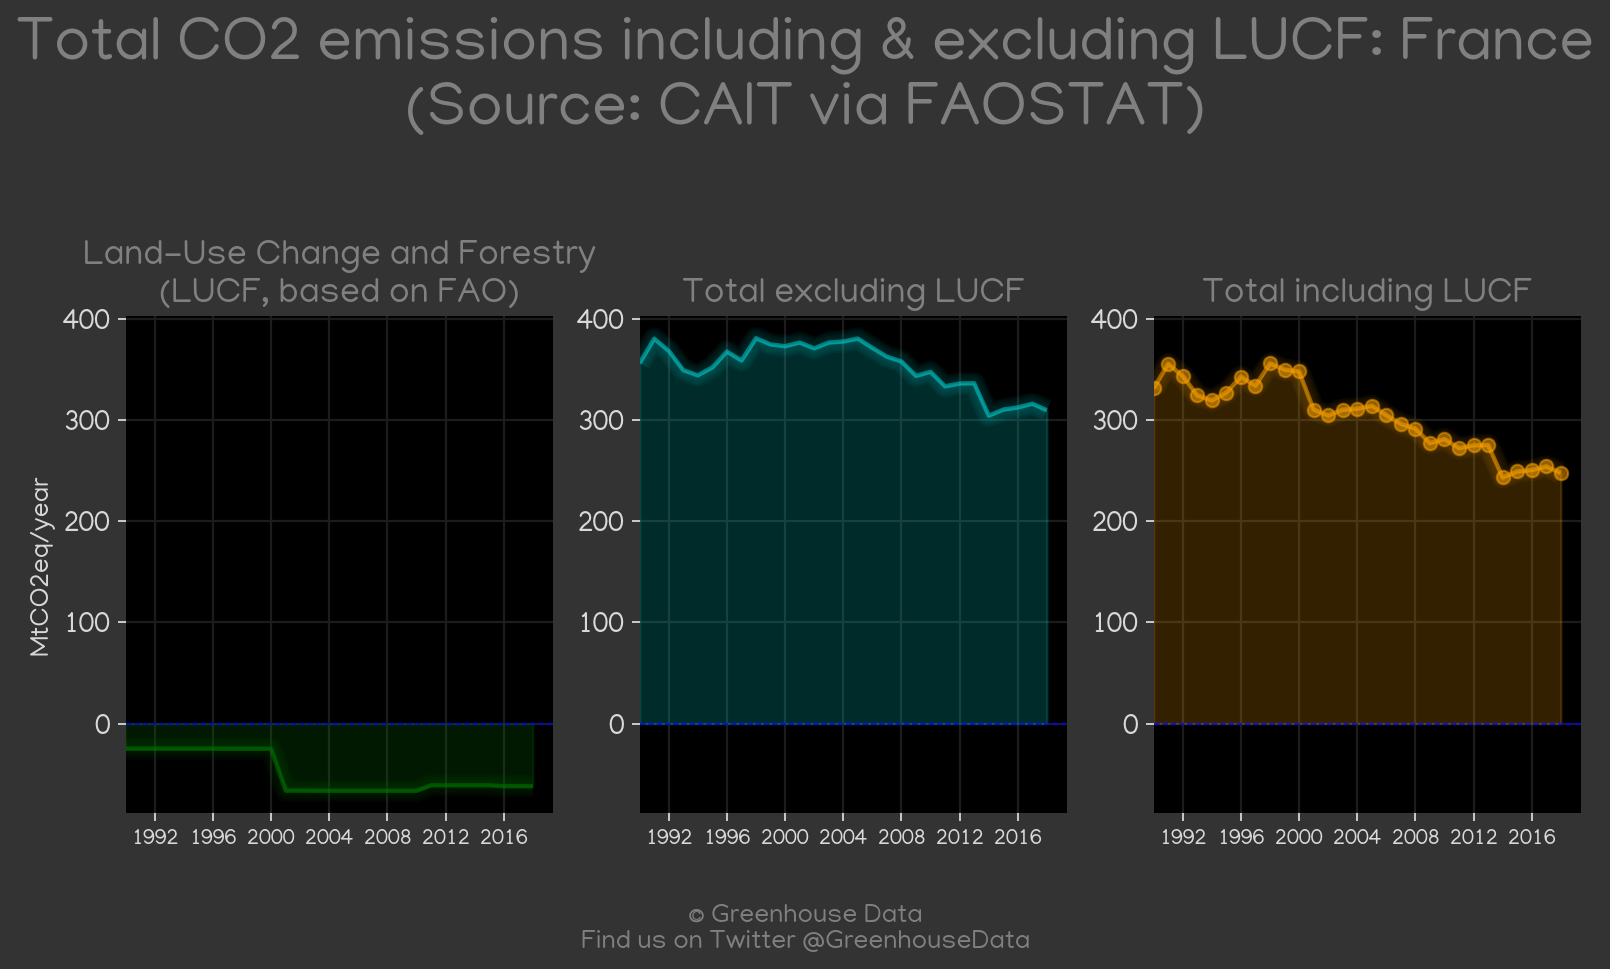 Total CO2 emissions including & excluding LUCF: France
(Source: CAIT via FAOSTAT)
Land-Use Change and Forestry
(LUCF, based on FAO)
MtCO2eq/year
400
300
200
100
0
1992 1996 2000 2004 2008 2012 2016
Total excluding LUCF
400
300
200
100
0
1992 1996 2000 2004 2008 2012 2016
Total including LUCF
400
300
200
100
0
1992 1996 2000 2004 2008 2012 2016
© Greenhouse Data
Find us on Twitter @GreenhouseData